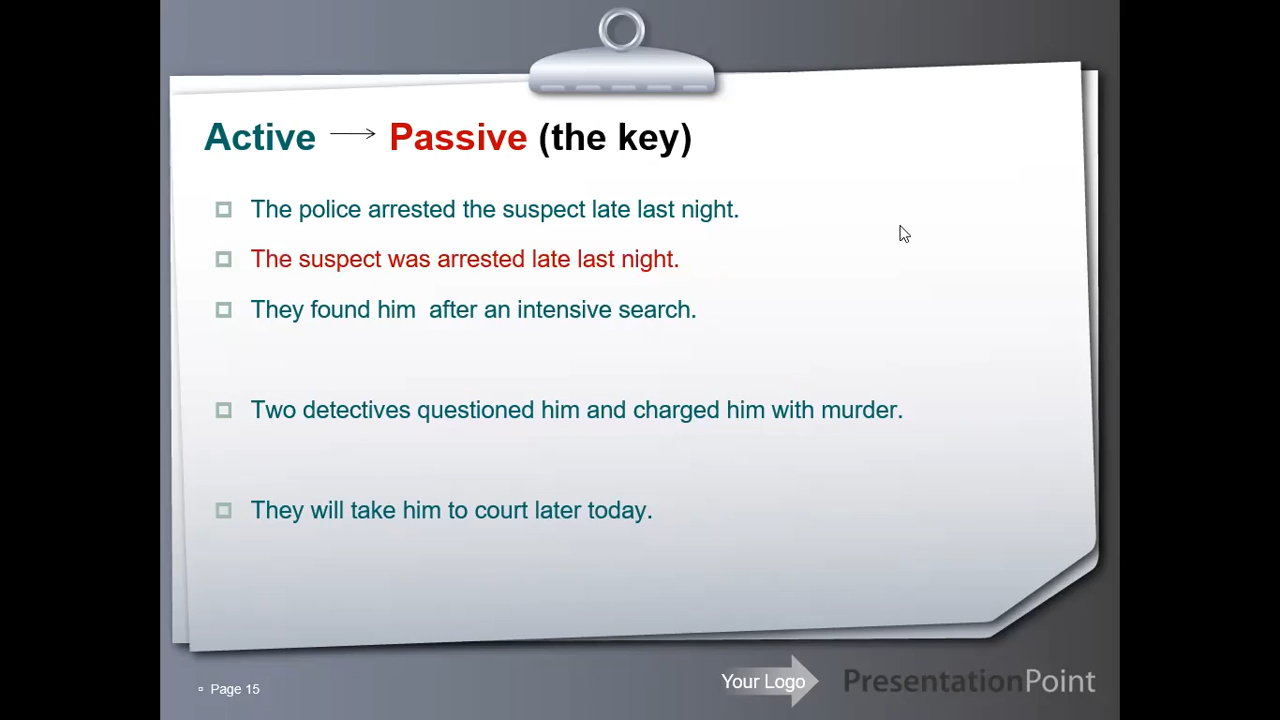 Active → Passive (the key)
The police arrested the suspect late last night.
The suspect was arrested late last night.
They found him  after an intensive search.
Two detectives questioned him and charged him with murder.
They will take him to court later today.
Page 15
Your Logo
PresentationPoint